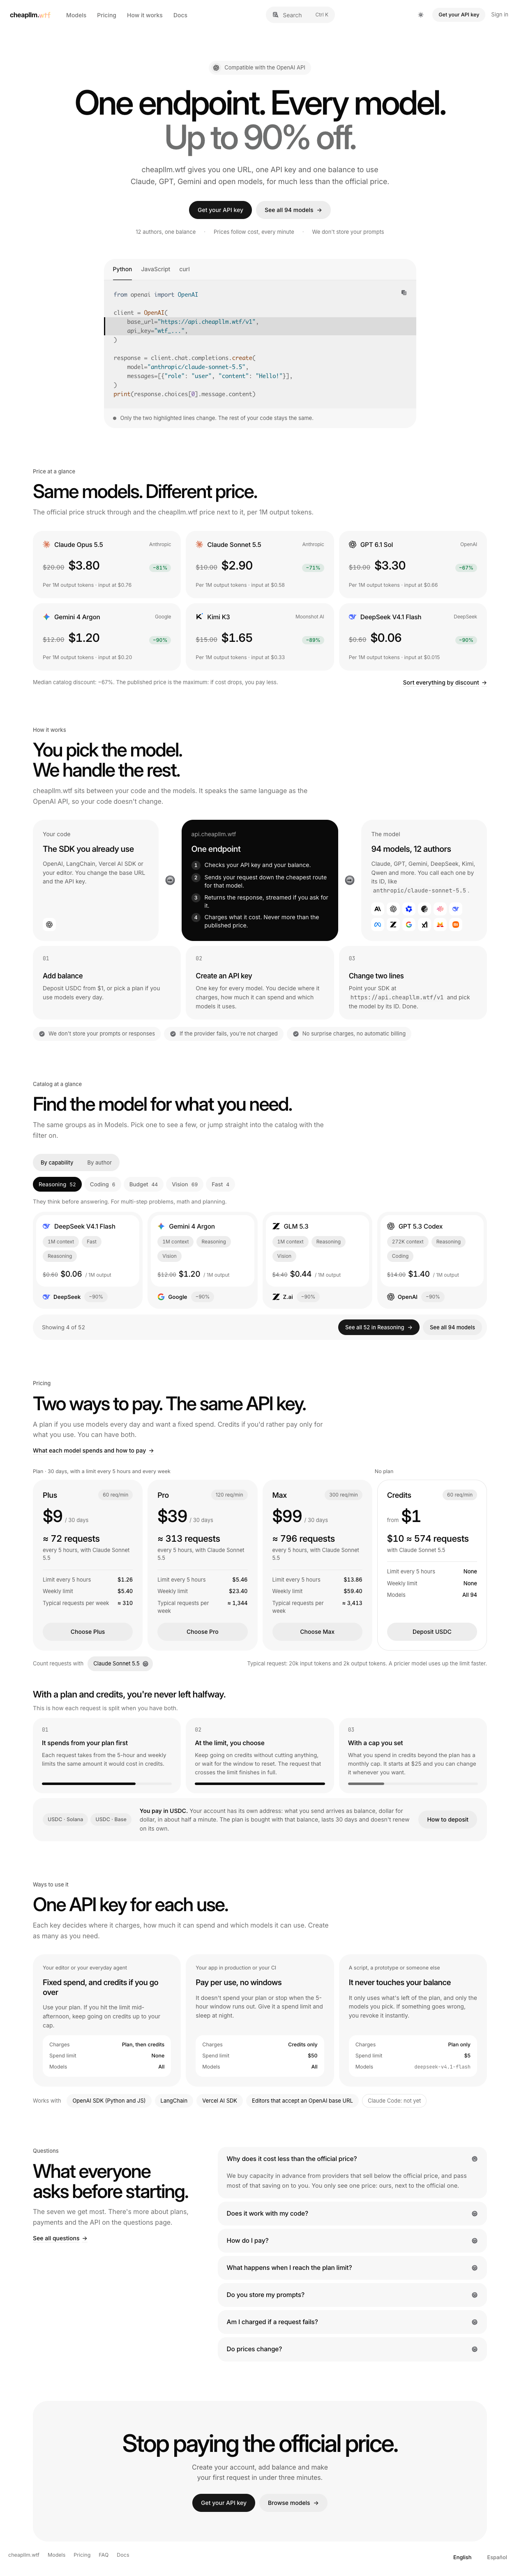 cheapllm.wtf Models Pricing How it works Docs Search Ctrl K Get your API key Sign in
Compatible with the OpenAI API
One endpoint. Every model.
Up to 90% off.
cheapllm.wtf gives you one URL, one API key and one balance to use
Claude, GPT, Gemini and open models, for much less than the official price.
Get your API key See all 94 models →
12 authors, one balance · Prices follow cost, every minute · We don't store your prompts
Python JavaScript curl
from openai import OpenAI
client = OpenAI(
base_url="https://api.cheapllm.wtf/v1",
api_key="wtf_...",
)
response = client.chat.completions.create(
model="anthropic/claude-sonnet-5.5",
messages=[{"role": "user", "content": "Hello!"}],
)
print(response.choices[0].message.content)
Only the two highlighted lines change. The rest of your code stays the same.
Price at a glance
Same models. Different price.
The official price struck through and the cheapllm.wtf price next to it, per 1M output tokens.
Claude Opus 5.5 Anthropic
$20.00 $3.80 −81%
Per 1M output tokens · Input at $0.76
Claude Sonnet 5.5 Anthropic
$10.00 $2.90 −71%
Per 1M output tokens · Input at $0.58
GPT 6.1 Sol OpenAI
$10.00 $3.30 −67%
Per 1M output tokens · Input at $0.66
Gemini 4 Argon Google
$12.00 $1.20 −90%
Per 1M output tokens · Input at $0.20
Kimi K3 Moonshot AI
$15.00 $1.65 −89%
Per 1M output tokens · Input at $0.33
DeepSeek V4.1 Flash DeepSeek
$0.60 $0.06 −90%
Per 1M output tokens · Input at $0.015
Median catalog discount: −67%. The published price is the maximum: if cost drops, you pay less. Sort everything by discount →
How it works
You pick the model.
We handle the rest.
cheapllm.wtf sits between your code and the models. It speaks the same language as the
OpenAI API, so your code doesn't change.
Your code
The SDK you already use
OpenAI, LangChain, Vercel AI SDK or
your editor. You change the base URL
and the API key.
api.cheapllm.wtf
One endpoint
1 Checks your API key and your balance.
2 Sends your request down the cheapest route
for that model.
3 Returns the response, streamed if you ask for
it.
4 Charges what it cost. Never more than the
published price.
The model
94 models, 12 authors
Claude, GPT, Gemini, DeepSeek, Kimi,
Qwen and more. You call each one by
its ID, like
anthropic/claude-sonnet-5.5.
01
Add balance
Deposit USDC from $1, or pick a plan if you
use models every day.
02
Create an API key
One key for every model. You decide where it
charges, how much it can spend and which
models it uses.
03
Change two lines
Point your SDK at
https://api.cheapllm.wtf/v1 and pick
the model by its ID. Done.
We don't store your prompts or responses If the provider fails, you're not charged No surprise charges, no automatic billing
Catalog at a glance
Find the model for what you need.
The same groups as in Models. Pick one to see a few, or jump straight into the catalog with the
filter on.
By capability By author
Reasoning 52 Coding 6 Budget 44 Vision 69 Fast 4
They think before answering. For multi-step problems, math and planning.
DeepSeek V4.1 Flash
1M context Fast
Reasoning
$0.60 $0.06 / 1M output
DeepSeek −90%
Gemini 4 Argon
1M context Reasoning
Vision
$12.00 $1.20 / 1M output
Google −90%
GLM 5.3
1M context Reasoning
Vision
$4.40 $0.44 / 1M output
Z.ai −90%
GPT 5.3 Codex
272K context Reasoning
Coding
$14.00 $1.40 / 1M output
OpenAI −90%
Showing 4 of 52 See all 52 in Reasoning → See all 94 models
Pricing
Two ways to pay. The same API key.
A plan if you use models every day and want a fixed spend. Credits if you'd rather pay only for
what you use. You can have both.
What each model spends and how to pay →
Plan · 30 days, with a limit every 5 hours and every week No plan
Plus 60 req/min
$9 / 30 days
≈ 72 requests
every 5 hours, with Claude Sonnet
5.5
Limit every 5 hours $1.26
Weekly limit $5.40
Typical requests per week ≈ 310
Choose Plus
Pro 120 req/min
$39 / 30 days
≈ 313 requests
every 5 hours, with Claude Sonnet
5.5
Limit every 5 hours $5.46
Weekly limit $23.40
Typical requests per ≈ 1,344
week
Choose Pro
Max 300 req/min
$99 / 30 days
≈ 796 requests
every 5 hours, with Claude Sonnet
5.5
Limit every 5 hours $13.86
Weekly limit $59.40
Typical requests per ≈ 3,413
week
Choose Max
Credits 60 req/min
from $1
$10 ≈ 574 requests
with Claude Sonnet 5.5
Limit every 5 hours None
Weekly limit None
Models All 94
Deposit USDC
Count requests with Claude Sonnet 5.5 Typical request: 20k input tokens and 2k output tokens. A pricier model uses up the limit faster.
With a plan and credits, you're never left halfway.
This is how each request is split when you have both.
01
It spends from your plan first
Each request takes from the 5-hour and weekly
limits the same amount it would cost in credits.
02
At the limit, you choose
Keep going on credits without cutting anything,
or wait for the window to reset. The request that
crosses the limit finishes in full.
03
With a cap you set
What you spend in credits beyond the plan has a
monthly cap. It starts at $25 and you can change
it whenever you want.
USDC · Solana USDC · Base
You pay in USDC. Your account has its own address: what you send arrives as balance, dollar for
dollar, in about half a minute. The plan is bought with that balance, lasts 30 days and doesn't renew
on its own.
How to deposit
Ways to use it
One API key for each use.
Each key decides where it charges, how much it can spend and which models it can use. Create
as many as you need.
Your editor or your everyday agent
Fixed spend, and credits if you go
over
Use your plan. If you hit the limit mid-
afternoon, keep going on credits up to your
cap.
Charges Plan, then credits
Spend limit None
Models All
Your app in production or your CI
Pay per use, no windows
It doesn't spend your plan or stop when the 5-
hour window runs out. Give it a spend limit and
sleep at night.
Charges Credits only
Spend limit $50
Models All
A script, a prototype or someone else
It never touches your balance
It only uses what's left of the plan, and only the
models you pick. If something goes wrong,
you revoke it instantly.
Charges Plan only
Spend limit $5
Models deepseek-v4.1-flash
Works with OpenAI SDK (Python and JS) LangChain Vercel AI SDK Editors that accept an OpenAI base URL Claude Code: not yet
Questions
What everyone
asks before starting.
The seven we get most. There's more about plans,
payments and the API on the questions page.
See all questions →
Why does it cost less than the official price?
We buy capacity in advance from providers that sell below the official price, and pass
most of that saving on to you. You only see one price: ours, next to the official one.
Does it work with my code?
How do I pay?
What happens when I reach the plan limit?
Do you store my prompts?
Am I charged if a request fails?
Do prices change?
Stop paying the official price.
Create your account, add balance and make
your first request in under three minutes.
Get your API key Browse models →
cheapllm.wtf Models Pricing FAQ Docs English Español